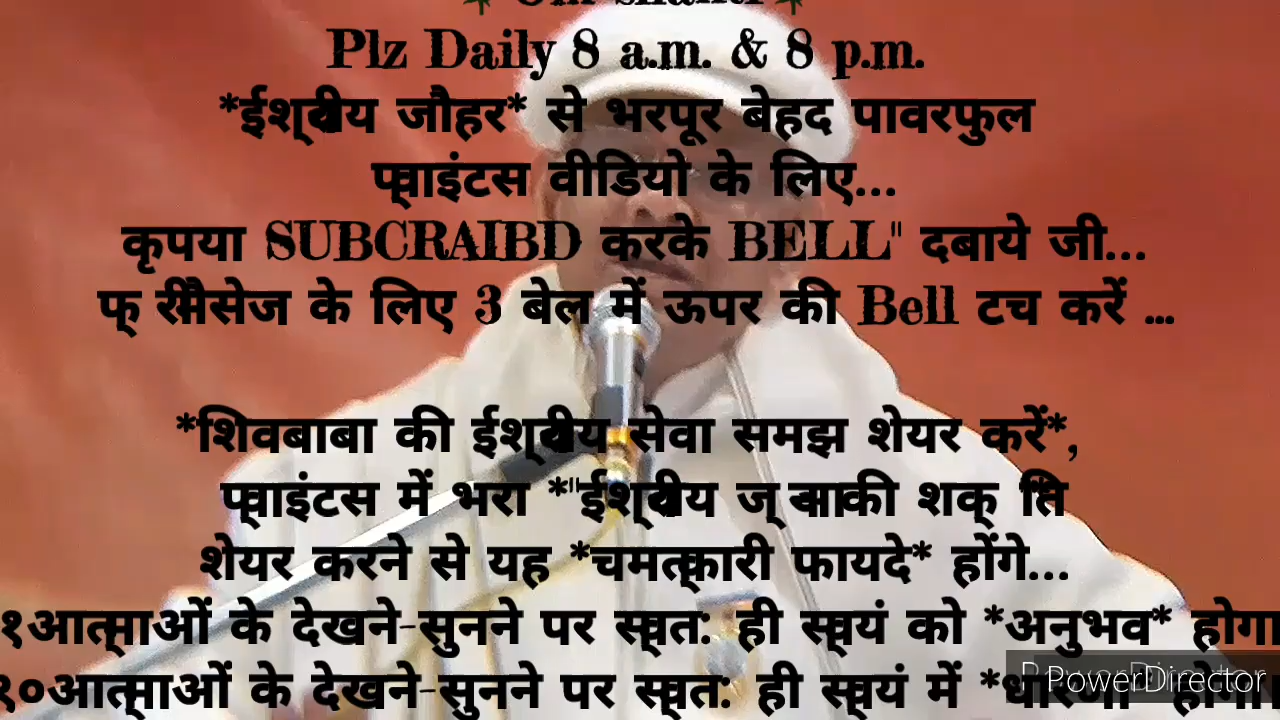 Plz Daily 8 a.m. & 8 p.m.
*ईश्वरीय जौहर* से भरपूर बेहद पावरफुल
प्वाइंटस वीडियो के लिए...
कृपया SUBCRAIBD करके BELL" दबाये जी...
फ्री मैसेज के लिए 3 बेल में ऊपर की Bell टच करें ...
*शिवबाबा की ईश्वरीय सेवा समझ शेयर करें*,
प्वाइंटस में भरा *"ईश्वरीय ज्ञान की शक्ति
शेयर करने से यह *चमत्कारी फायदे* होंगे...
१आत्माओं के देखने-सुनने पर स्वत: ही स्वयं को *अनुभव* होगा
१०आत्माओं के देखने-सुनने पर स्वत: ही स्वयं में *धारणा* होगा
PowerDirector